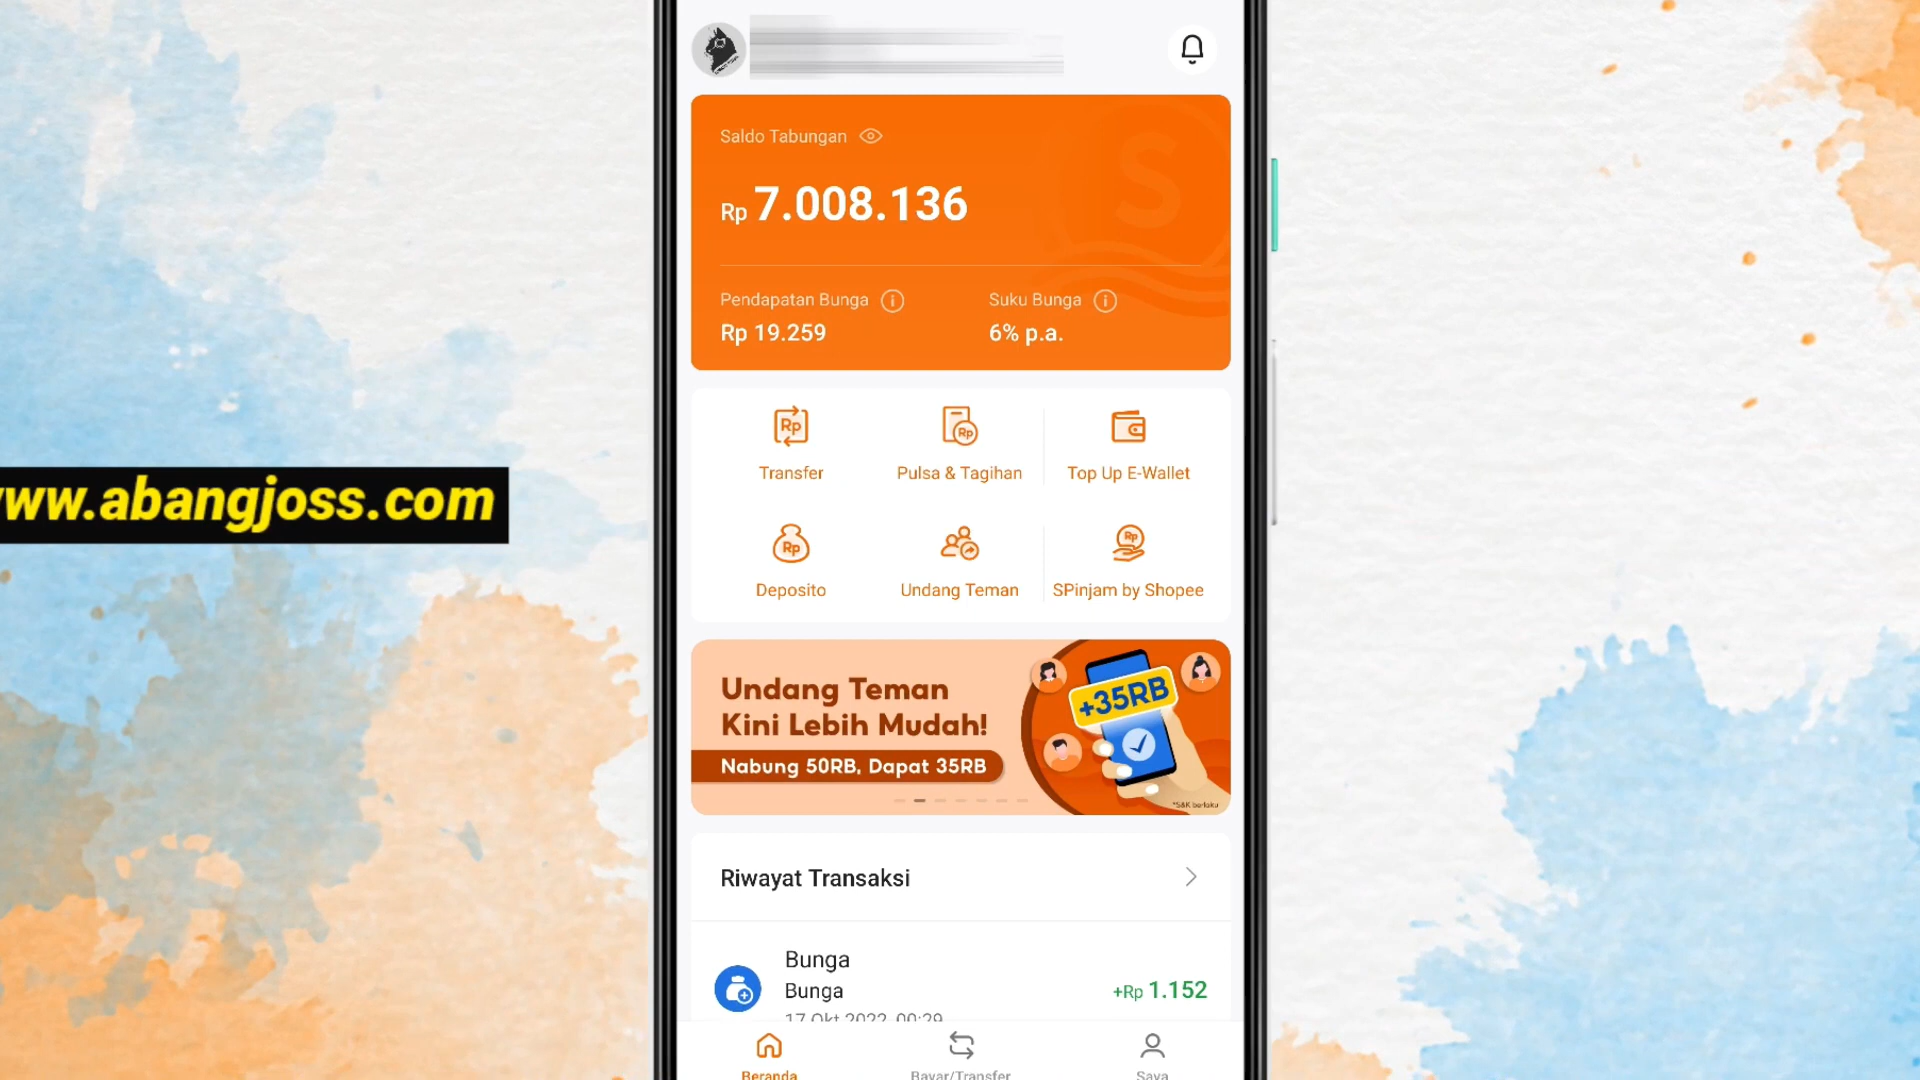 Saldo Tabungan
Rp 7.008.136
Pendapatan Bunga
Suku Bunga
Rp 19.259
6% p.a.
www.abangjoss.com
Transfer
Pulsa & Tagihan
Top Up E-Wallet
Deposito
Undang Teman
SPinjam by Shopee
Undang Teman
Kini Lebih Mudah!
Nabung 50RB, Dapat 35RB
+35RB
*S&K berlaku
Riwayat Transaksi
Bunga
Bunga
+Rp 1.152
17 Okt 2022, 00:29
Beranda
Bayar/Transfer
Saya